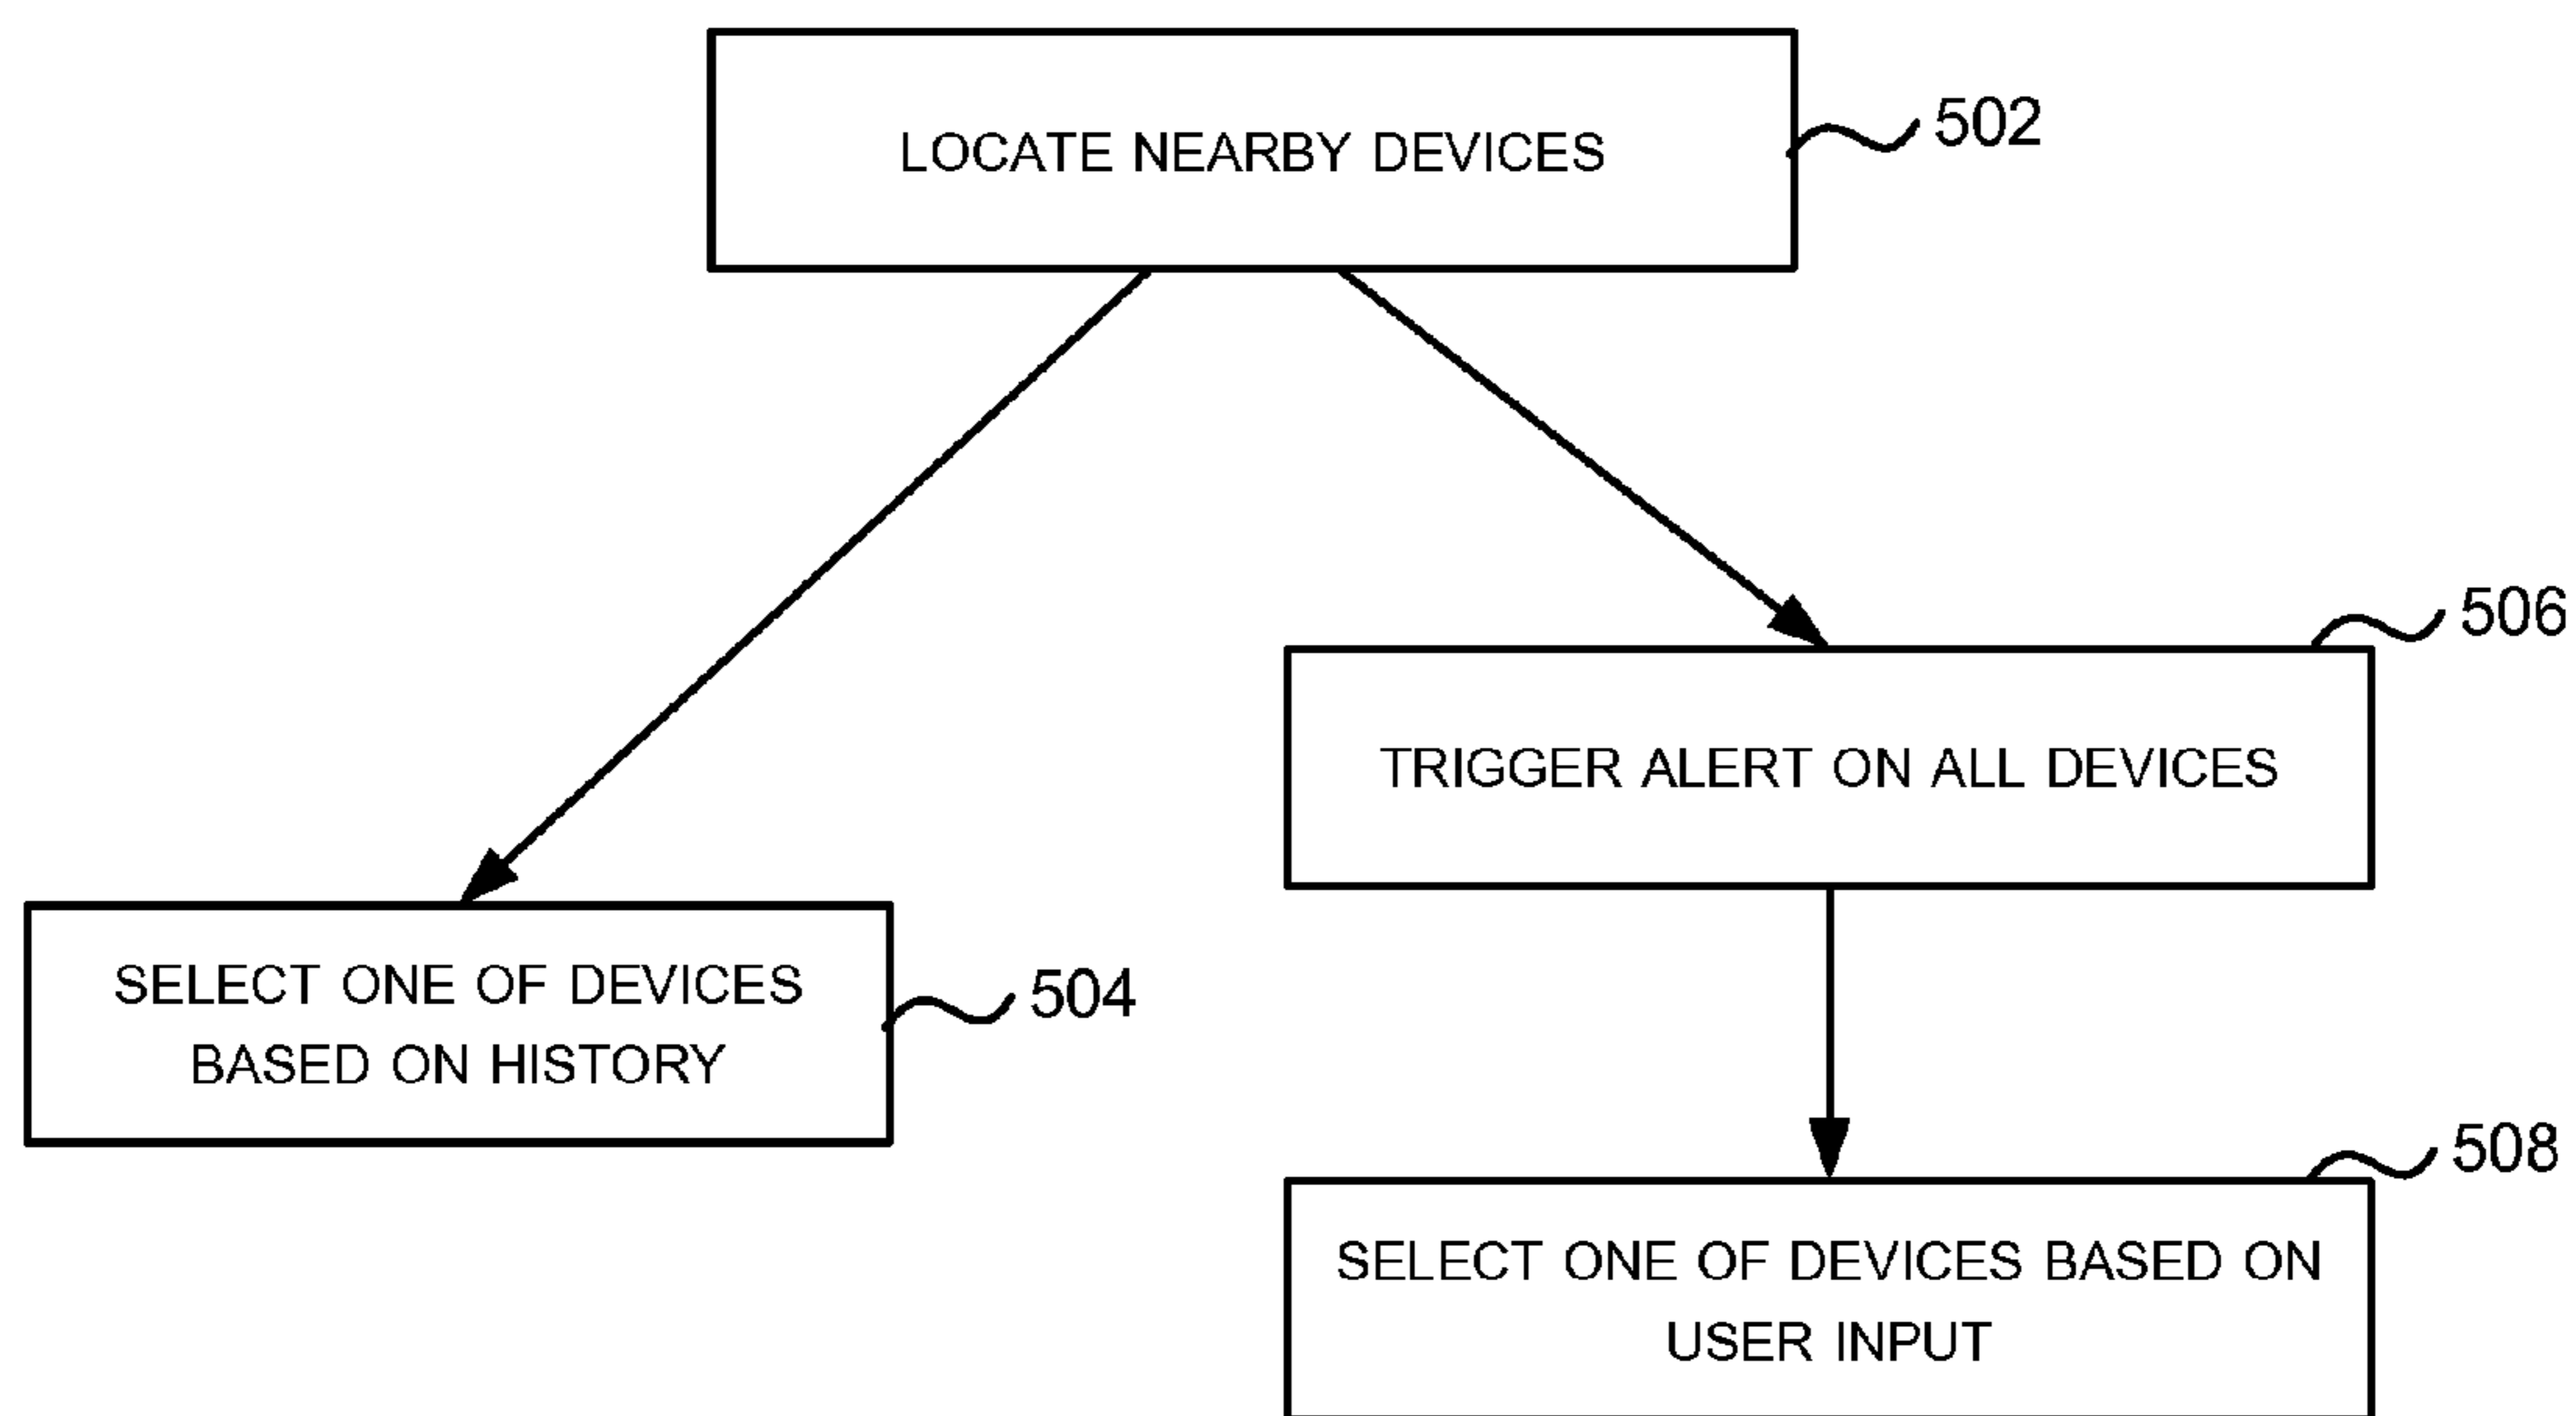 LOCATE NEARBY DEVICES
502
506
TRIGGER ALERT ON ALL DEVICES
SELECT ONE OF DEVICES
BASED ON HISTORY
504
508
SELECT ONE OF DEVICES BASED ON
USER INPUT